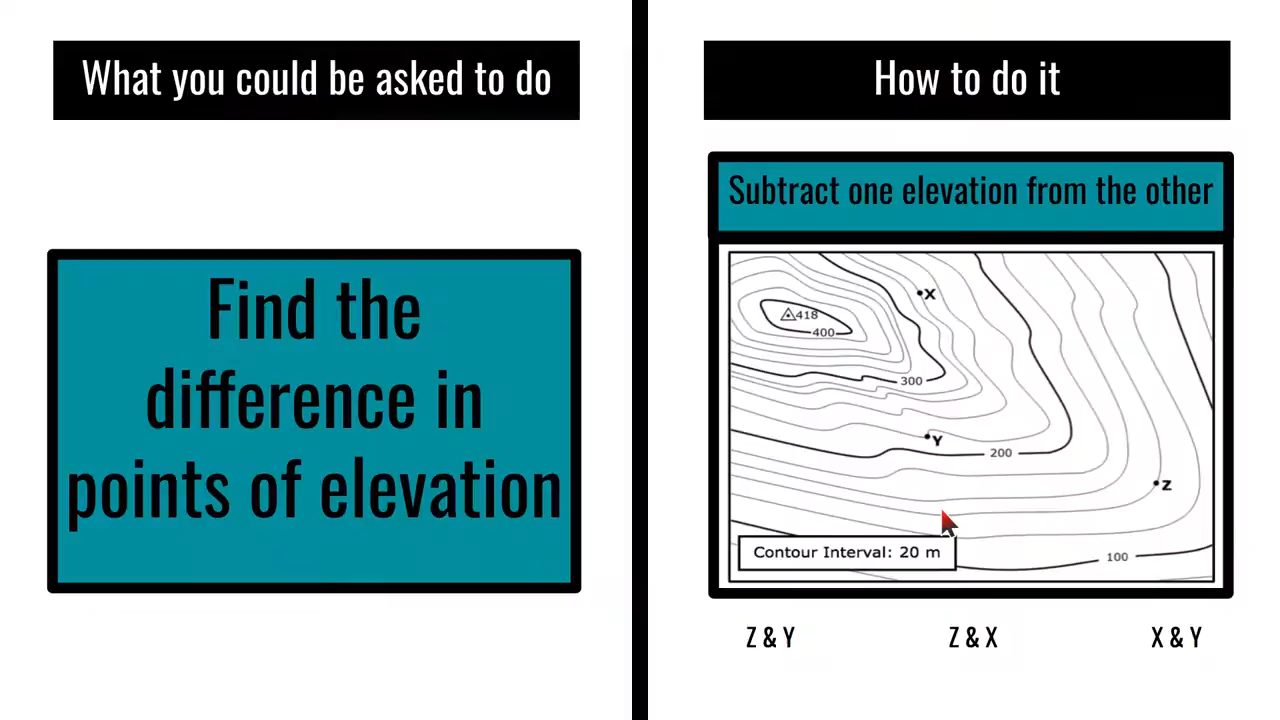 What you could be asked to do
How to do it
Find the
difference in
points of elevation
Subtract one elevation from the other
X
418
400
300
Y
200
Z
Contour Interval: 20 m
100
Z & Y
Z & X
X & Y